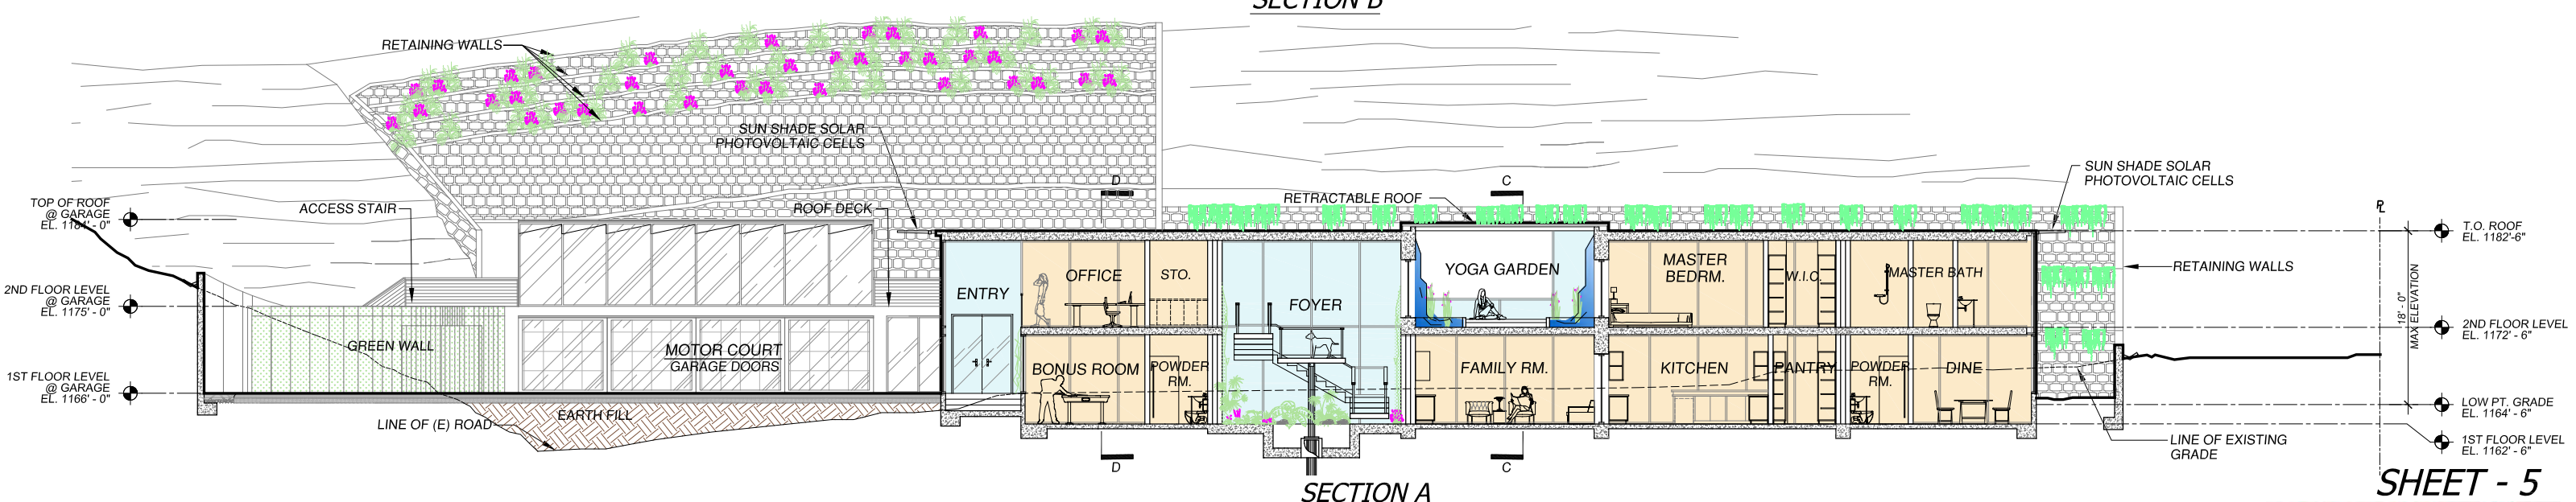 SECTION B
RETAINING WALLS
SUN SHADE SOLAR
PHOTOVOLTAIC CELLS
D
C
SUN SHADE SOLAR
PHOTOVOLTAIC CELLS
TOP OF ROOF
@ GARAGE
EL. 1184' - 0"
ACCESS STAIR
ROOF DECK
RETRACTABLE ROOF
PL
T.O. ROOF
EL. 1182'-6"
2ND FLOOR LEVEL
@ GARAGE
EL. 1175' - 0"
ENTRY
OFFICE
STO.
FOYER
YOGA GARDEN
MASTER
BEDRM.
W.I.C.
MASTER BATH
RETAINING WALLS
18' - 0"
MAX ELEVATION
2ND FLOOR LEVEL
EL. 1172' - 6"
GREEN WALL
MOTOR COURT
GARAGE DOORS
1ST FLOOR LEVEL
@ GARAGE
EL. 1166' - 0"
BONUS ROOM
POWDER
RM.
FAMILY RM.
KITCHEN
PANTRY
POWDER
RM.
DINE
LOW PT. GRADE
EL. 1164' - 6"
EARTH FILL
LINE OF (E) ROAD
LINE OF EXISTING
GRADE
1ST FLOOR LEVEL
EL. 1162' - 6"
D
C
SECTION A
SHEET - 5